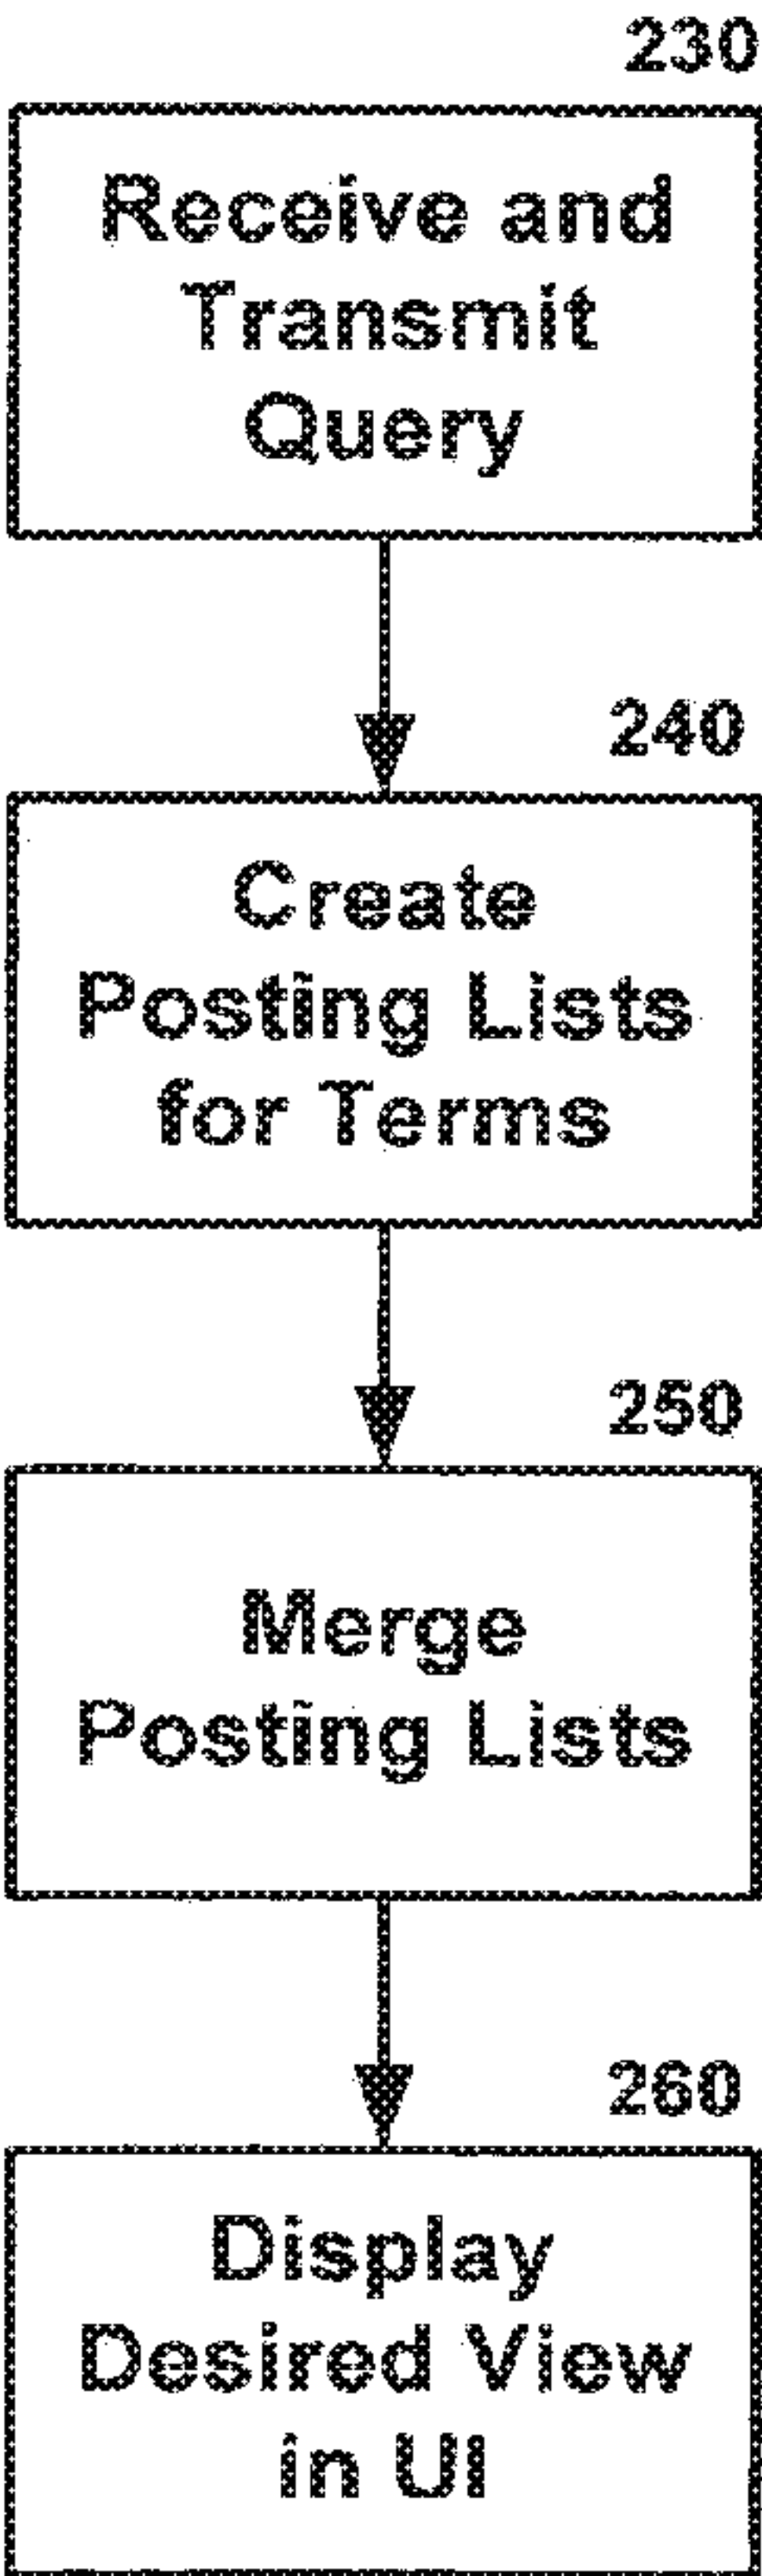 230
Receive and
Transmit
Query
240
Create
Posting Lists
for Terms
250
Merge
Posting Lists
260
Display
Desired View
in UI